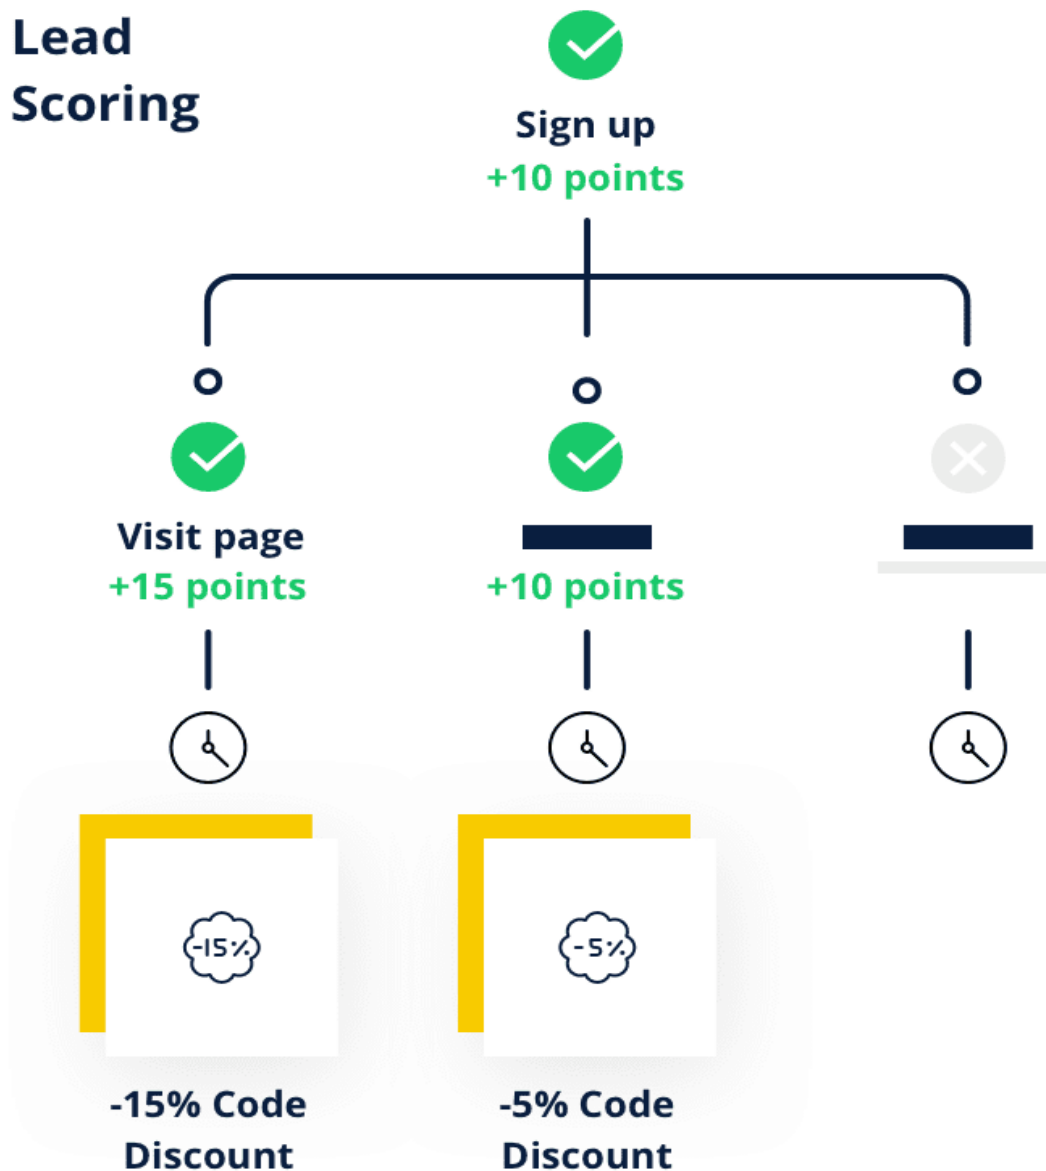 Lead
Scoring
Sign up
+10 points
Visit page
+15 points
+10 points
-15%
-5%
-15% Code
Discount
-5% Code
Discount